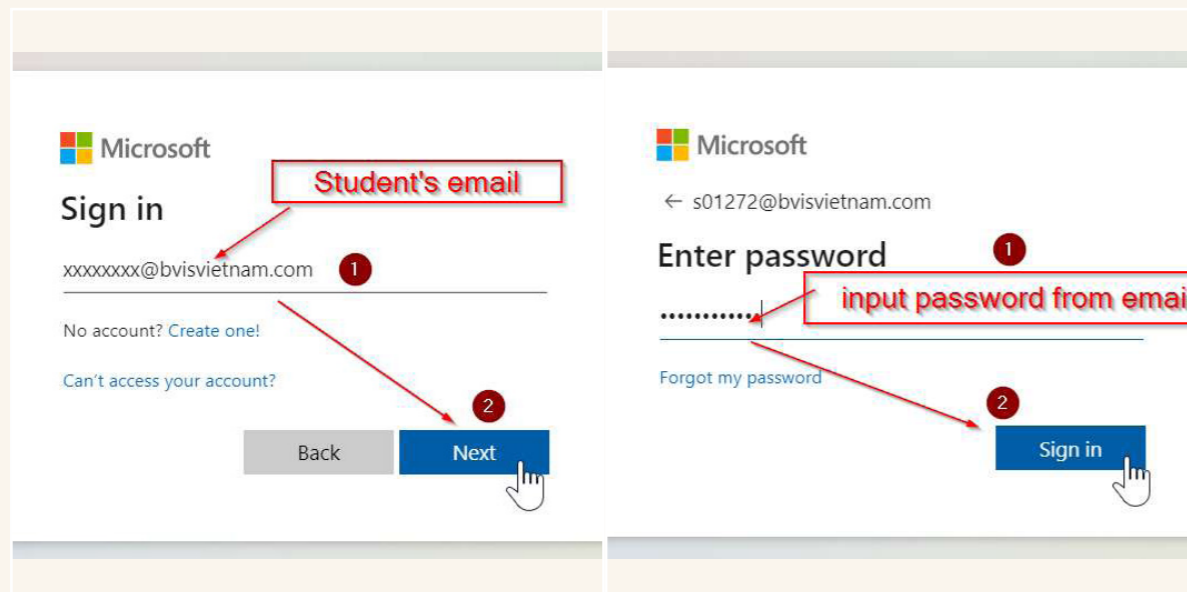 Microsoft
Student's email
Sign in
xxxxxxxx@bvisvietnam.com
1
No account? Create one!
Can't access your account?
2
Back
Next
Microsoft
← s01272@bvisvietnam.com
Enter password
1
input password from emai
Forgot my password
2
Sign in